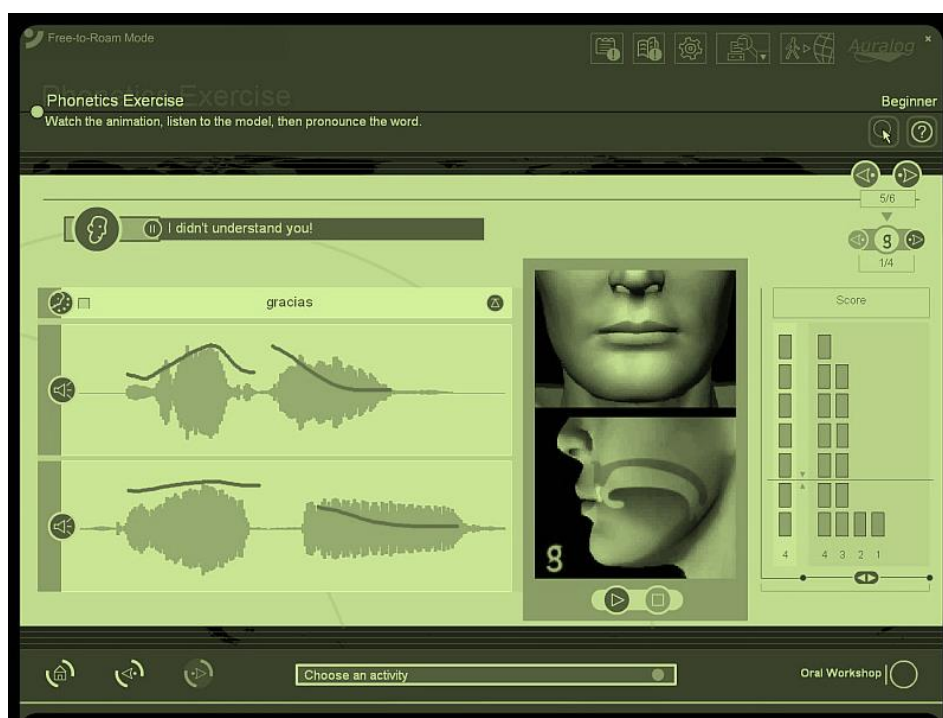 Free-to-Roam Mode
Auralog
Phonetics Exercise
Phonetics Exercise
Beginner
Watch the animation, listen to the model, then pronounce the word.
?
5/6
I didn't understand you!
g
1/4
gracias
Score
g
4 4 3 2 1
Choose an activity
Oral Workshop